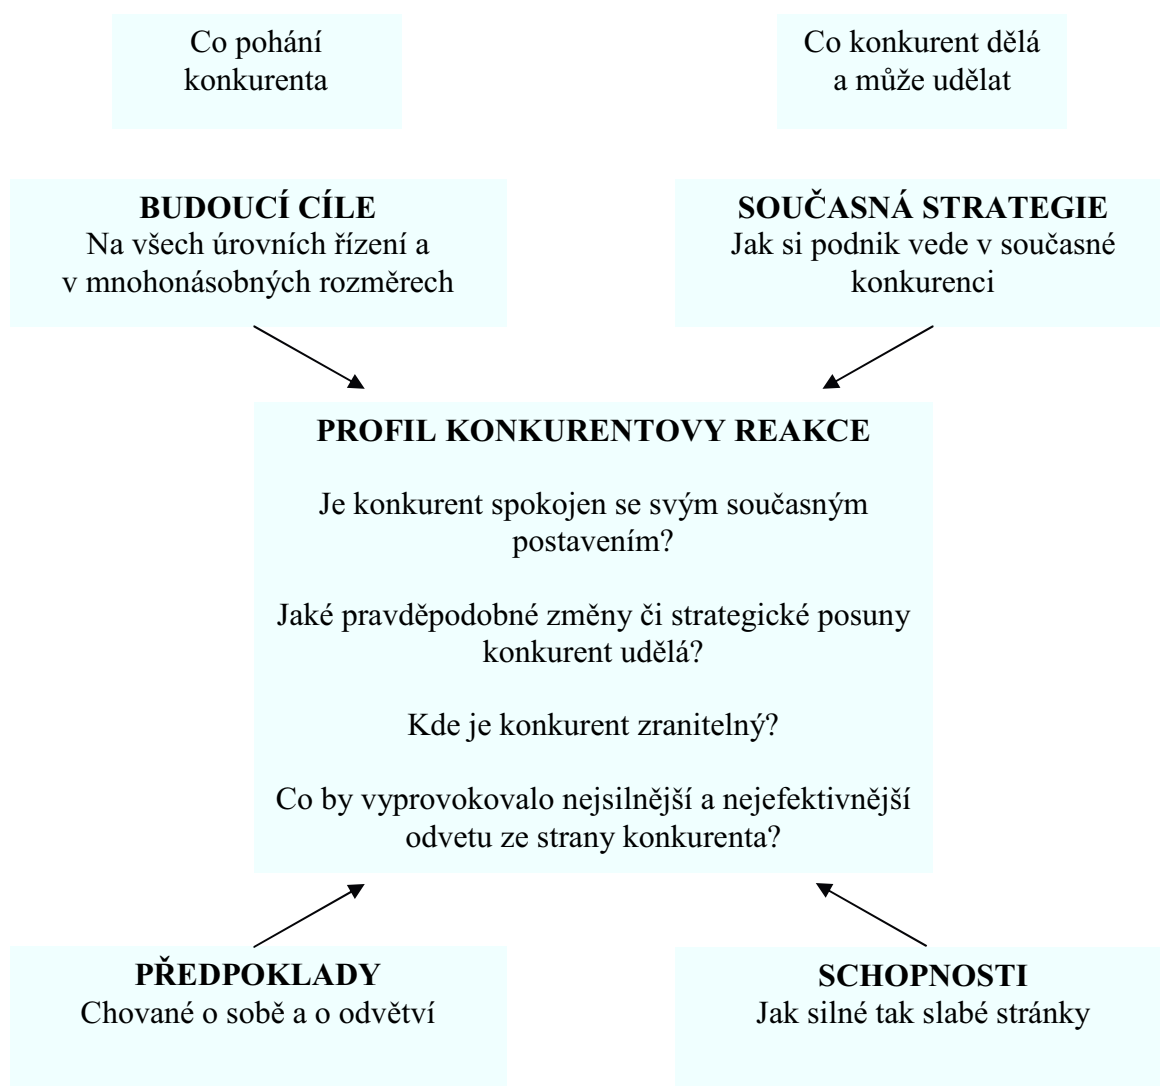 Co pohání
konkurenta
Co konkurent dělá
a může udělat
BUDOUCÍ CÍLE
Na všech úrovních řízení a
v mnohonásobných rozměrech
SOUČASNÁ STRATEGIE
Jak si podnik vede v současné
konkurenci
PROFIL KONKURENTOVY REAKCE
Je konkurent spokojen se svým současným
postavením?
Jaké pravděpodobné změny či strategické posuny
konkurent udělá?
Kde je konkurent zranitelný?
Co by vyprovokovalo nejsilnější a nejefektivnější
odvetu ze strany konkurenta?
PŘEDPOKLADY
Chované o sobě a o odvětví
SCHOPNOSTI
Jak silné tak slabé stránky